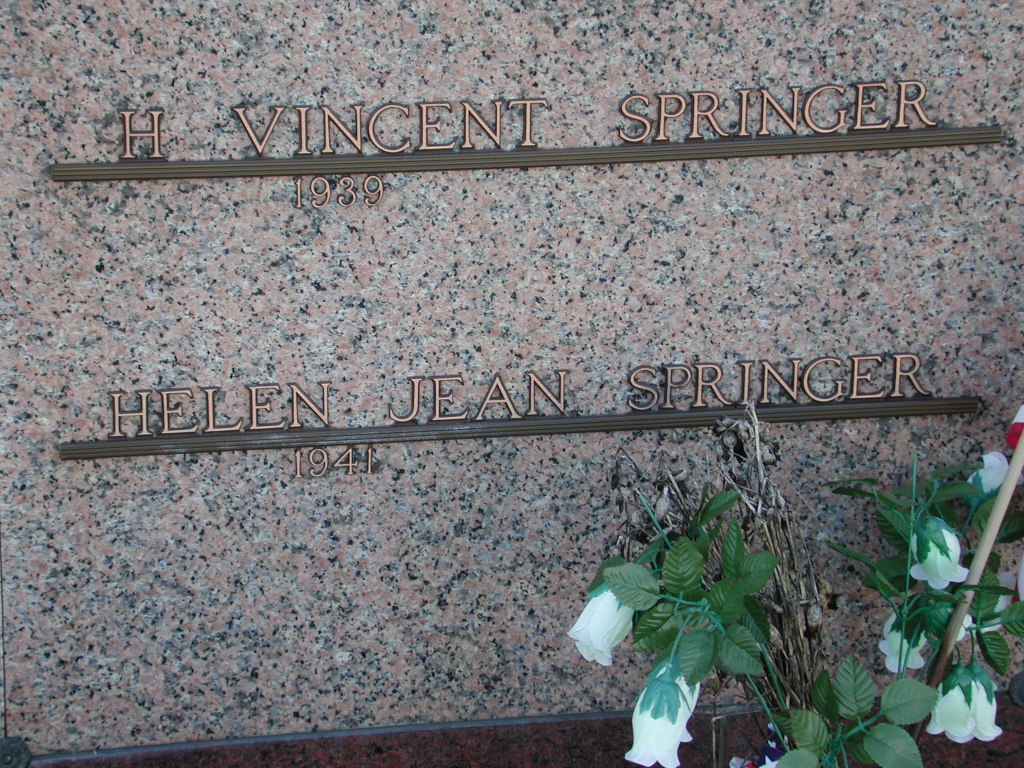 H VINCENT SPRINGER
1939
HELEN JEAN SPRINGER
1941